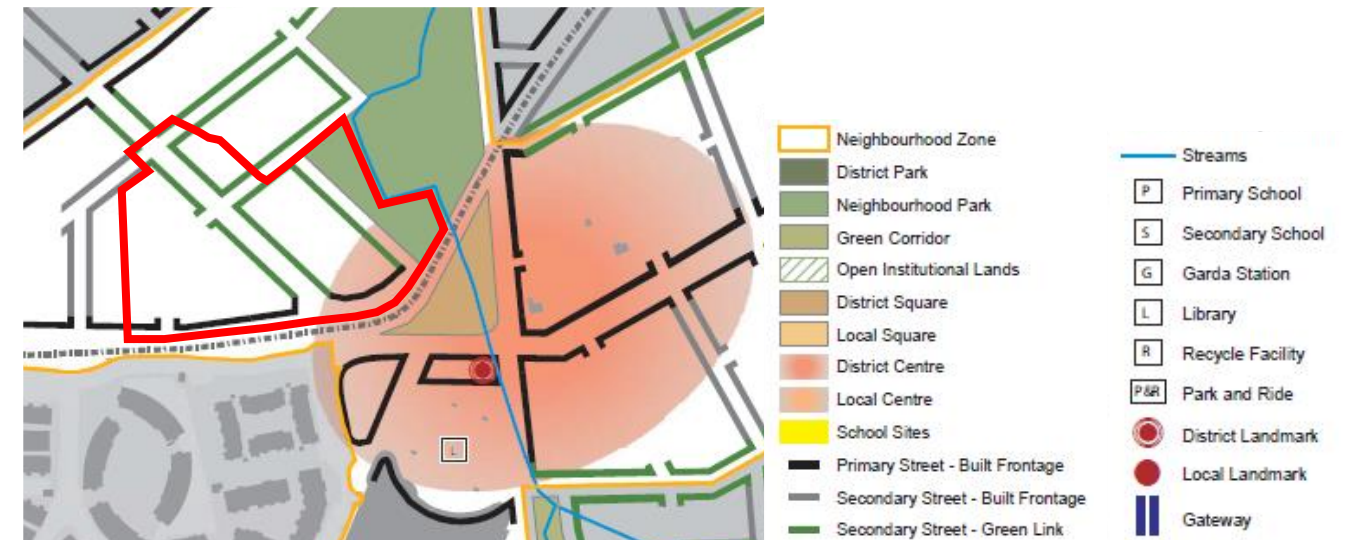 L
Neighbourhood Zone
District Park
Neighbourhood Park
Green Corridor
Open Institutional Lands
District Square
Local Square
District Centre
Local Centre
School Sites
Primary Street - Built Frontage
Secondary Street - Built Frontage
Secondary Street - Green Link
Streams
P Primary School
S Secondary School
G Garda Station
L Library
R Recycle Facility
P&R Park and Ride
District Landmark
Local Landmark
Gateway